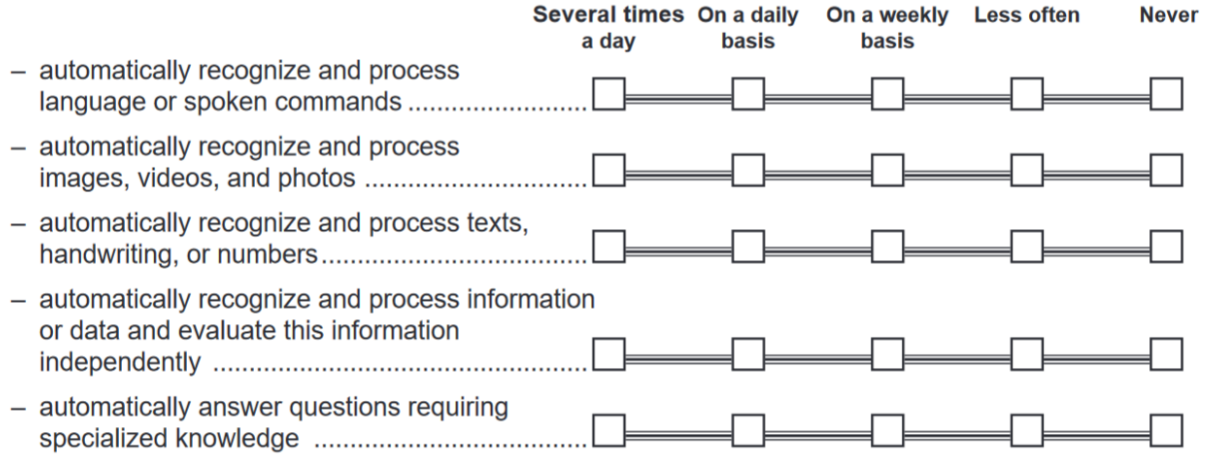 Several times On a daily On a weekly Less often Never
a day basis basis
– automatically recognize and process
language or spoken commands ..........................
– automatically recognize and process
images, videos, and photos ................................
– automatically recognize and process texts,
handwriting, or numbers......................................
– automatically recognize and process information
or data and evaluate this information
independently .....................................................
– automatically answer questions requiring
specialized knowledge .......................................